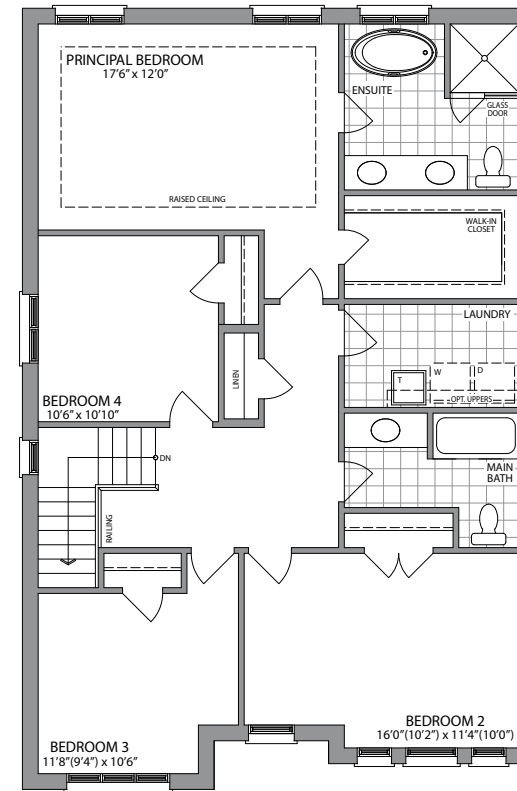 PRINCIPAL BEDROOM
17'6" x 12'0"
RAISED CEILING
ENSUITE
GLASS
DOOR
WALK-IN
CLOSET
LAUNDRY
W
D
T
OPT. UPPERS
LINEN
BEDROOM 4
10'6" x 10'10"
DN
RAILING
MAIN
BATH
BEDROOM 2
16'0"(10'2") x 11'4"(10'0")
BEDROOM 3
11'8"(9'4") x 10'6"